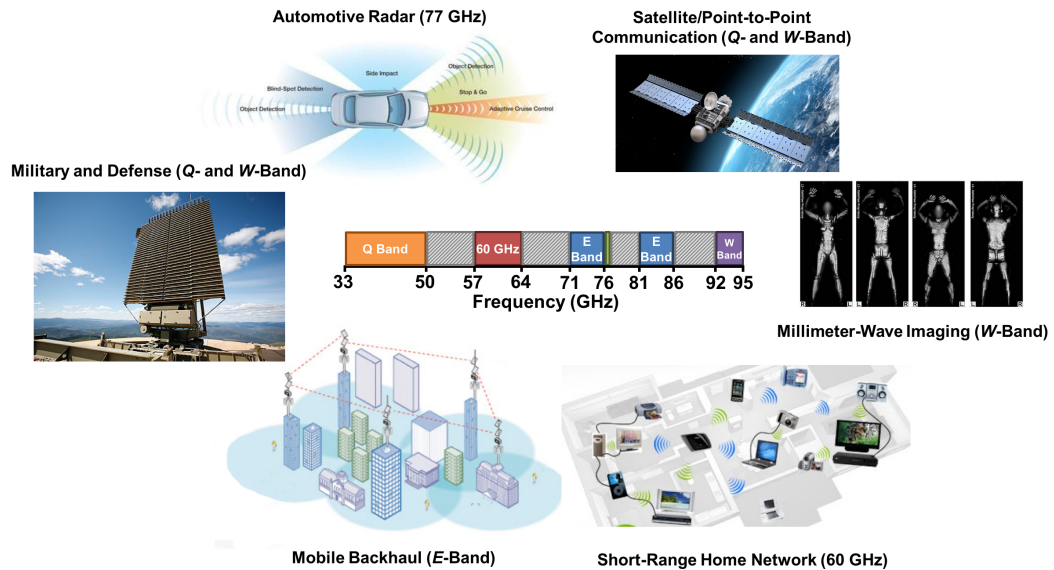 Automotive Radar (77 GHz)
Satellite/Point-to-Point
Communication (Q- and W-Band)
Object Detection
Side Impact
Blind-Spot Detection
Stop & Go
Object Detection
Adaptive Cruise Control
Military and Defense (Q- and W-Band)
Q Band
60 GHz
E
Band
E
Band
W
Band
33 50 57 64 71 76 81 86 92 95
Frequency (GHz)
R L L R R L L R
Millimeter-Wave Imaging (W-Band)
Mobile Backhaul (E-Band)
Short-Range Home Network (60 GHz)